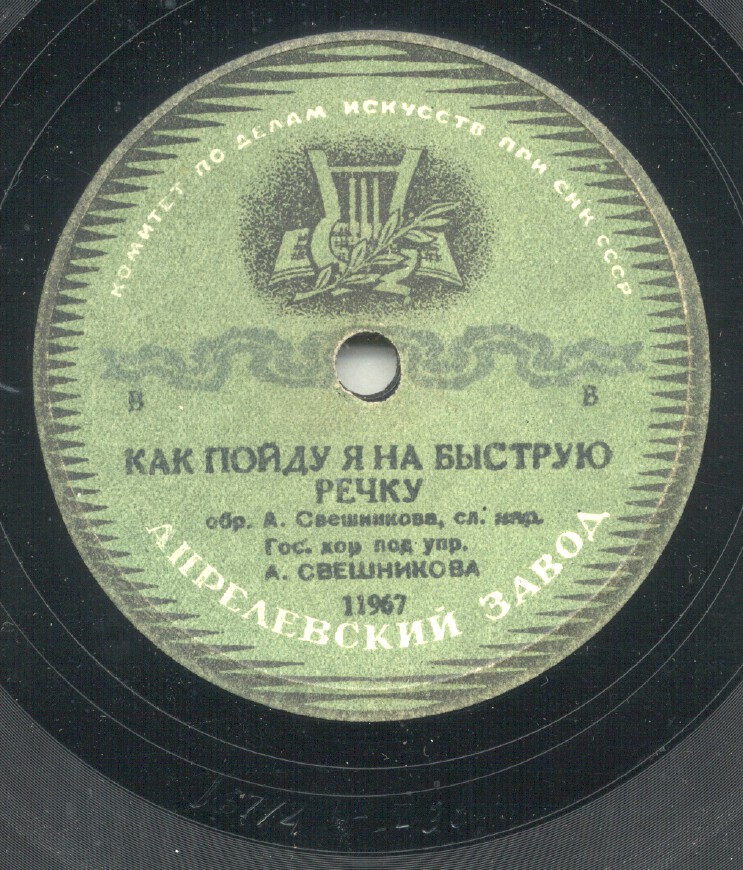 КОМИТЕТ ПО ДЕЛАМ ИСКУССТВ ПРИ СНК СССР
В В
КАК ПОЙДУ Я НА БЫСТРУЮ
РЕЧКУ
обр. А. Свешникова, сл. нар.
Гос. хор под упр.
А. СВЕШНИКОВА
11967
АПРЕЛЕВСКИЙ ЗАВОД